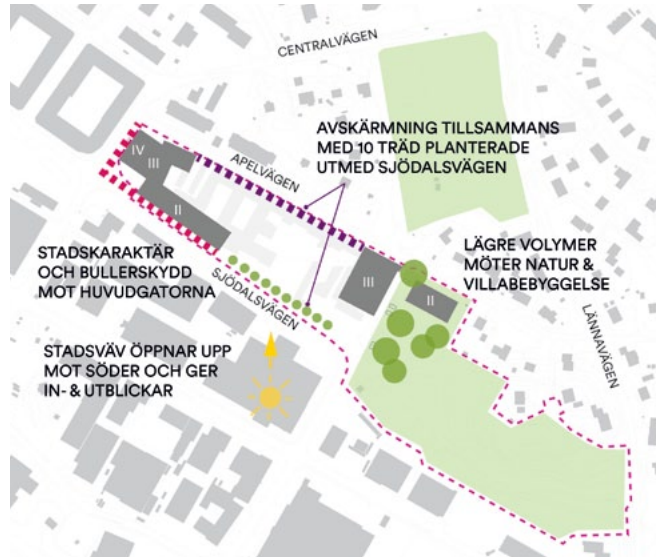 CENTRALVÄGEN
AVSKÄRMNING TILLSAMMANS
MED 10 TRÄD PLANTERADE
UTMED SJÖDALSVÄGEN
IV
III
APELVÄGEN
II
STADSKARAKTÄR
OCH BULLERSKYDD
MOT HUVUDGATORNA
SJÖDALSVÄGEN
III
II
LÄGRE VOLYMER
MÖTER NATUR &
VILLABEBYGGELSE
LÄNNAVÄGEN
STADSVÄV ÖPPNAR UPP
MOT SÖDER OCH GER
IN- & UTBLICKAR